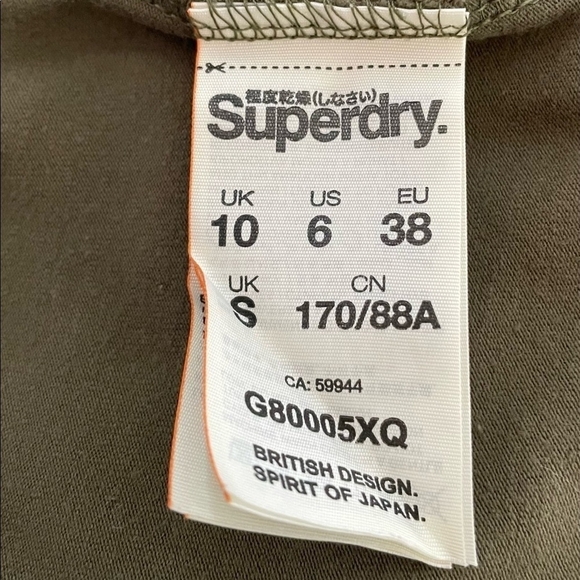 極度乾燥(しなさい)
Superdry.
UK US EU
10 6 38
UK CN
S 170/88A
CA: 59944
G80005XQ
BRITISH DESIGN.
SPIRIT OF JAPAN.